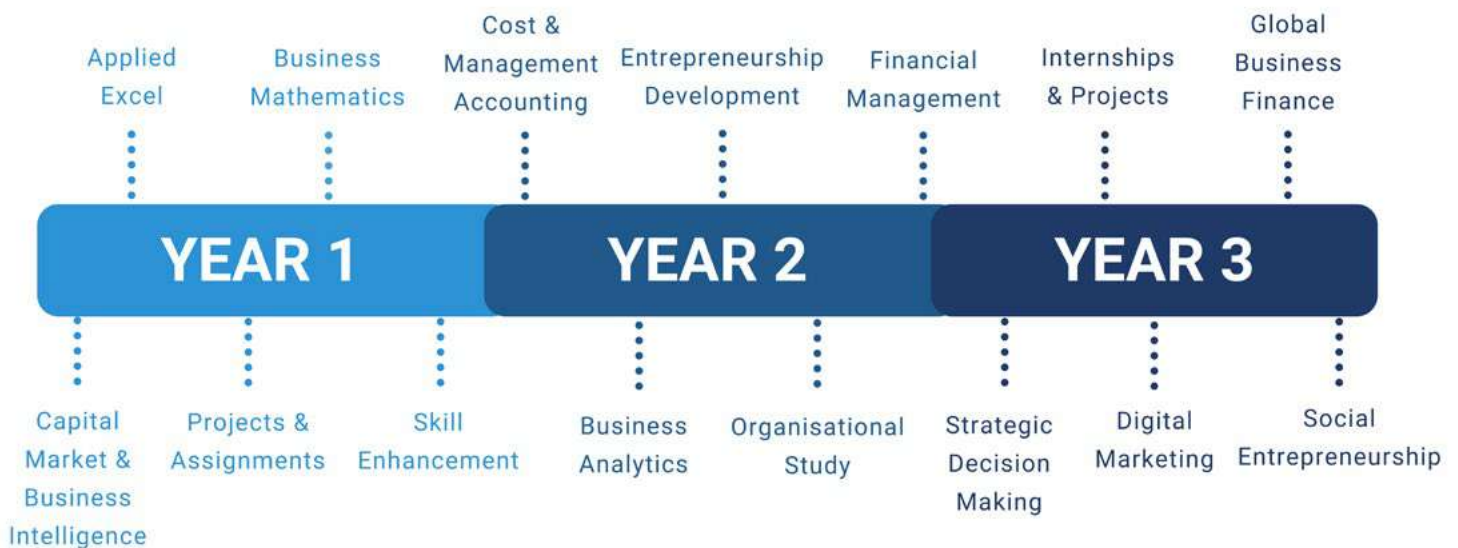 Applied
Excel
Business
Mathematics
Cost &
Management
Accounting
Entrepreneurship
Development
Financial
Management
Internships
& Projects
Global
Business
Finance
YEAR 1
YEAR 2
YEAR 3
Capital
Market &
Business
Intelligence
Projects &
Assignments
Skill
Enhancement
Business
Analytics
Organisational
Study
Strategic
Decision
Making
Digital
Marketing
Social
Entrepreneurship